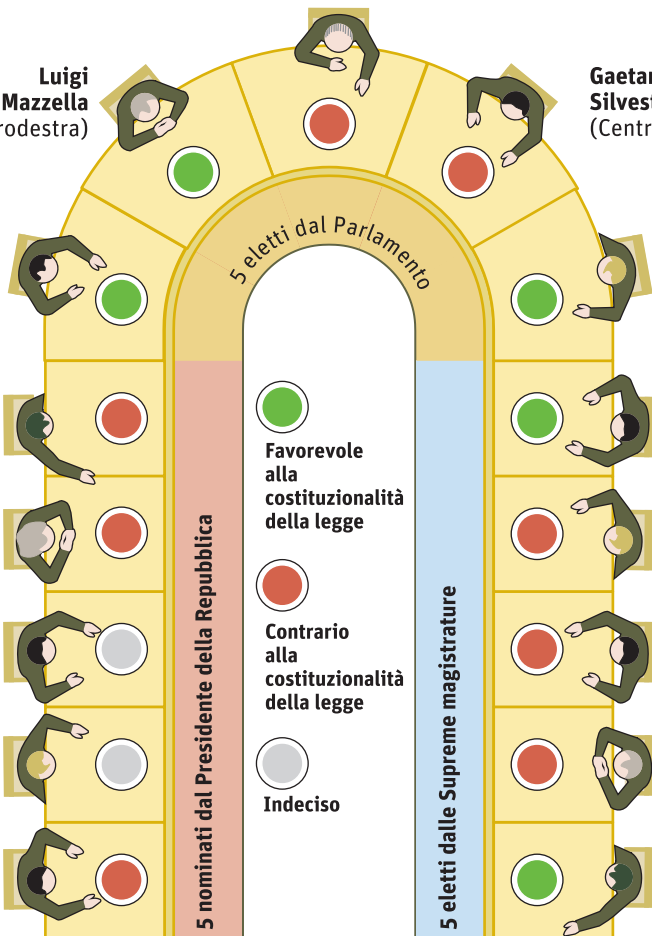 Luigi
Mazzella
rodestra)
Gaetan
Silvest
(Centr
5 eletti dal Parlamento
Favorevole
alla
costituzionalità
della legge
Contrario
alla
costituzionalità
della legge
Indeciso
5 nominati dal Presidente della Repubblica
5 eletti dalle Supreme magistrature